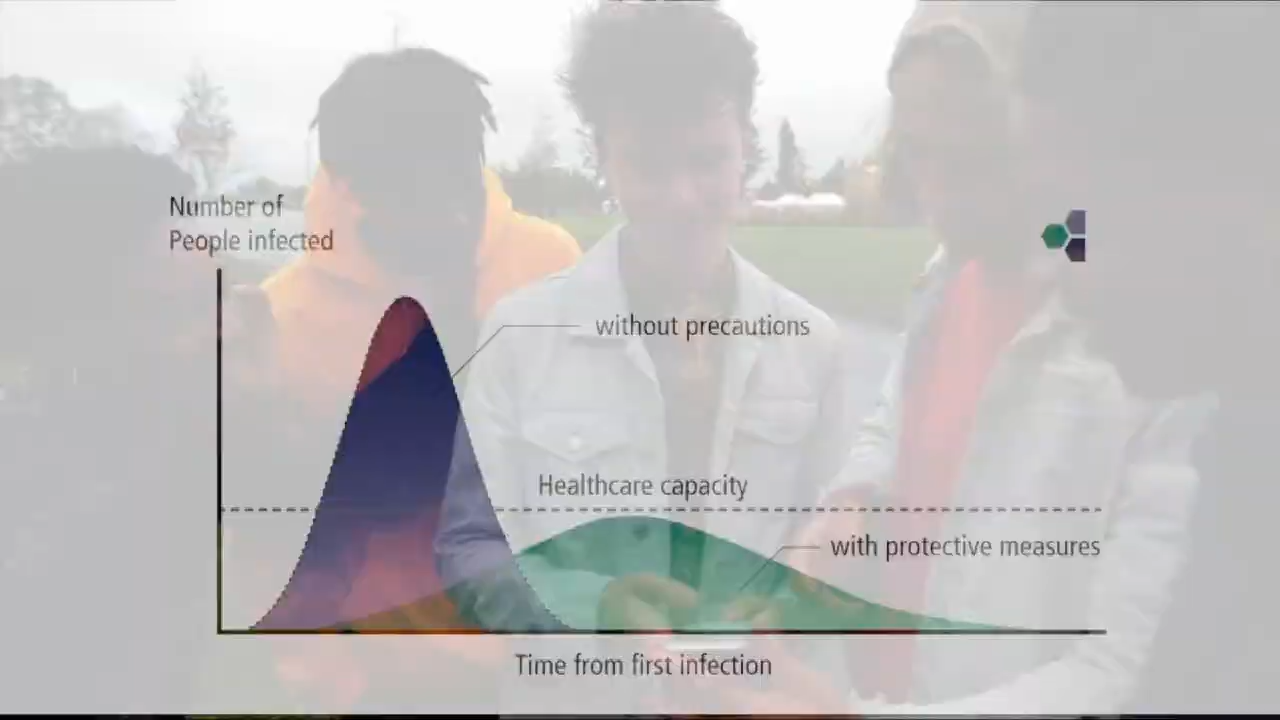 Number of
People infected
without precautions
Healthcare capacity
with protective measures
Time from first infection